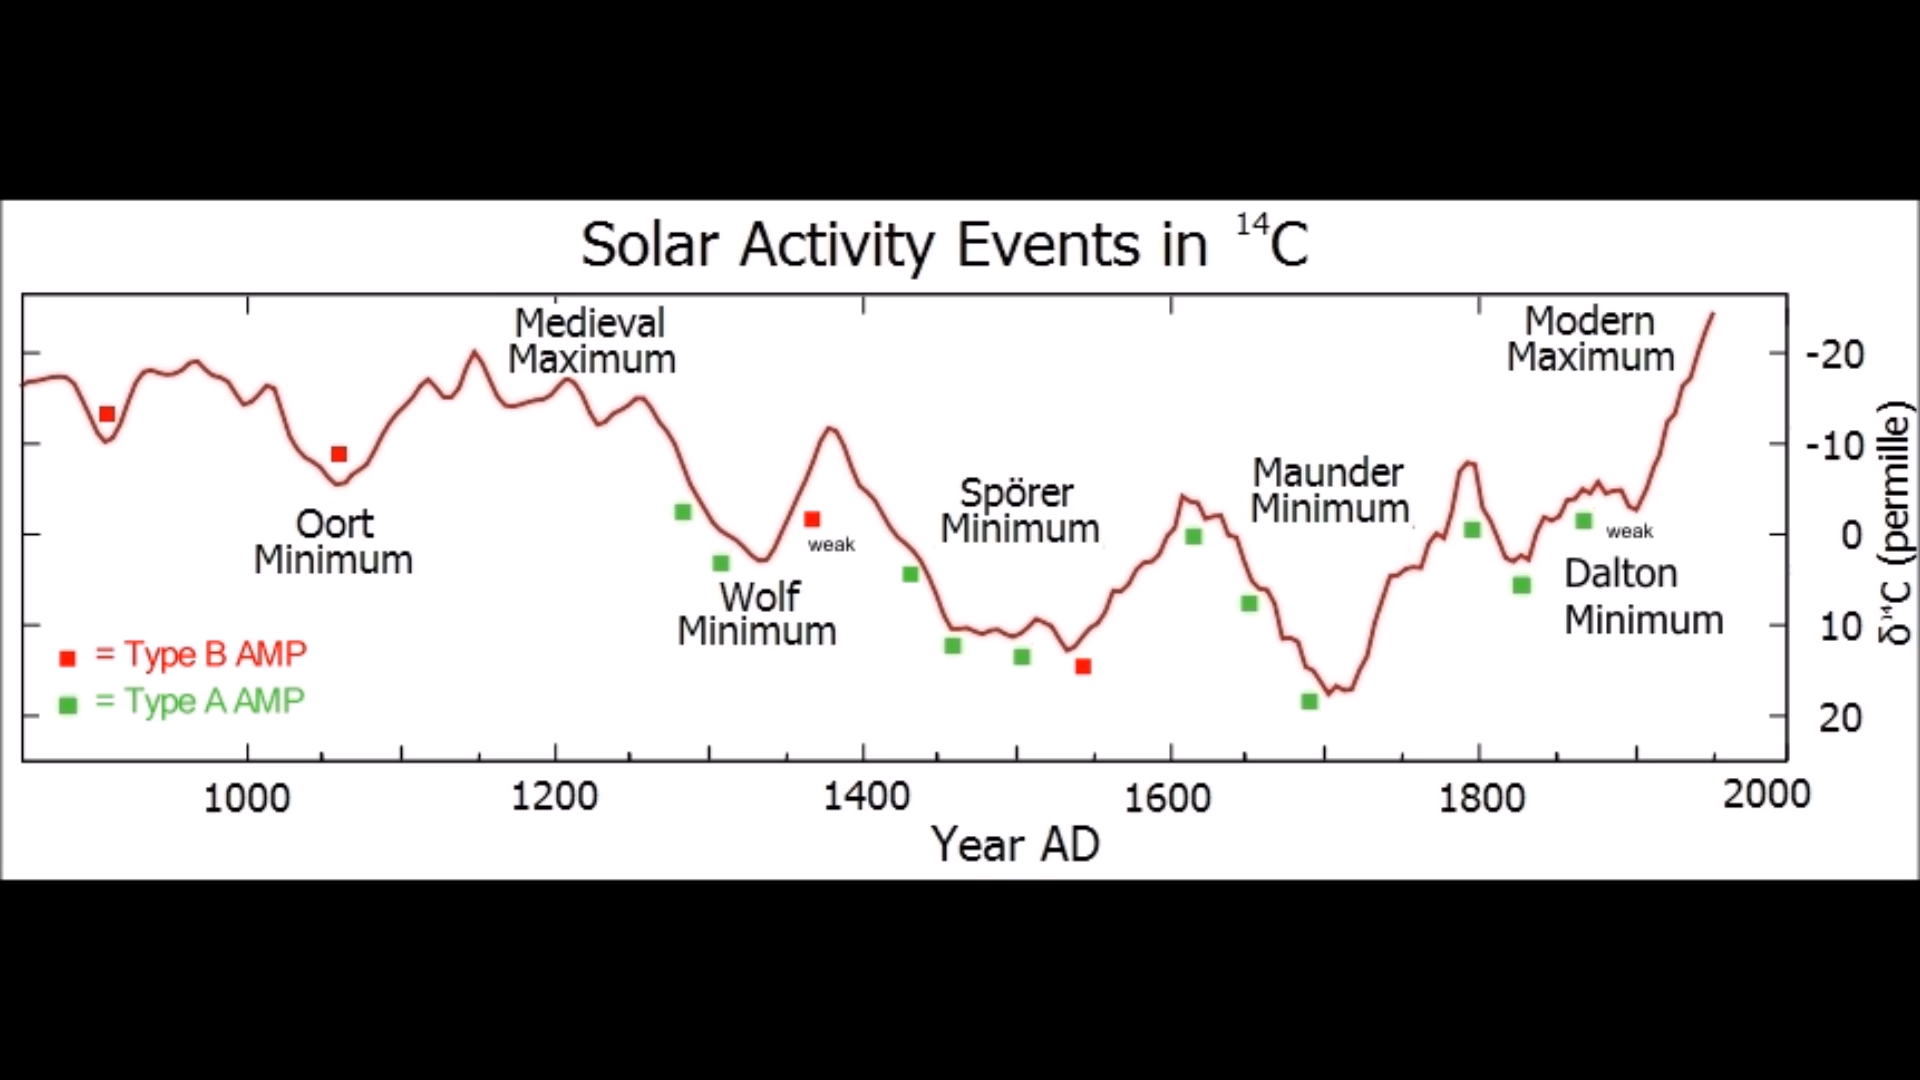 Solar Activity Events in ¹⁴C
Medieval
Maximum
Modern
Maximum
Oort
Minimum
Wolf
Minimum
weak
Spörer
Minimum
Maunder
Minimum
weak
Dalton
Minimum
= Type B AMP
= Type A AMP
-20
-10
0
10
20
δ¹⁴C (permille)
1000 1200 1400 1600 1800 2000
Year AD